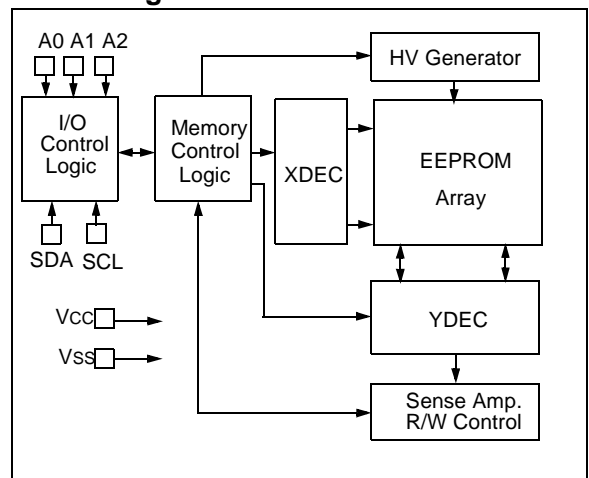 A0 A1 A2
HV Generator
I/O
Control
Logic
Memory
Control
Logic
XDEC
EEPROM
Array
SDA SCL
VCC
YDEC
VSS
Sense Amp.
R/W Control